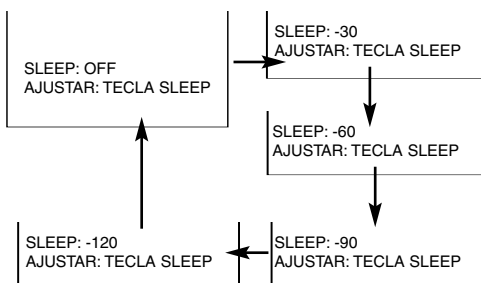 SLEEP: OFF
AJUSTAR: TECLA SLEEP
SLEEP: -30
AJUSTAR: TECLA SLEEP
SLEEP: -60
AJUSTAR: TECLA SLEEP
SLEEP: -90
AJUSTAR: TECLA SLEEP
SLEEP: -120
AJUSTAR: TECLA SLEEP